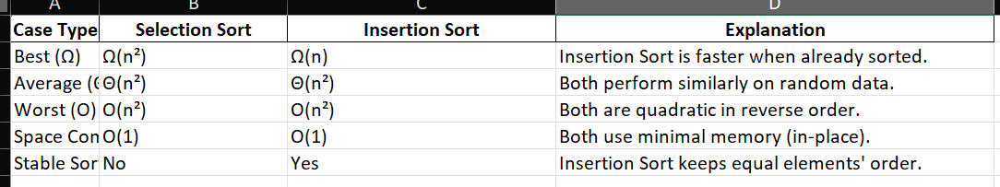 A B C D
Case Type Selection Sort Insertion Sort Explanation
Best (Ω) Ω(n²) Ω(n) Insertion Sort is faster when already sorted.
Average ( Θ(n²) Θ(n²) Both perform similarly on random data.
Worst (O) O(n²) O(n²) Both are quadratic in reverse order.
Space Con O(1) O(1) Both use minimal memory (in-place).
Stable Sor No Yes Insertion Sort keeps equal elements' order.